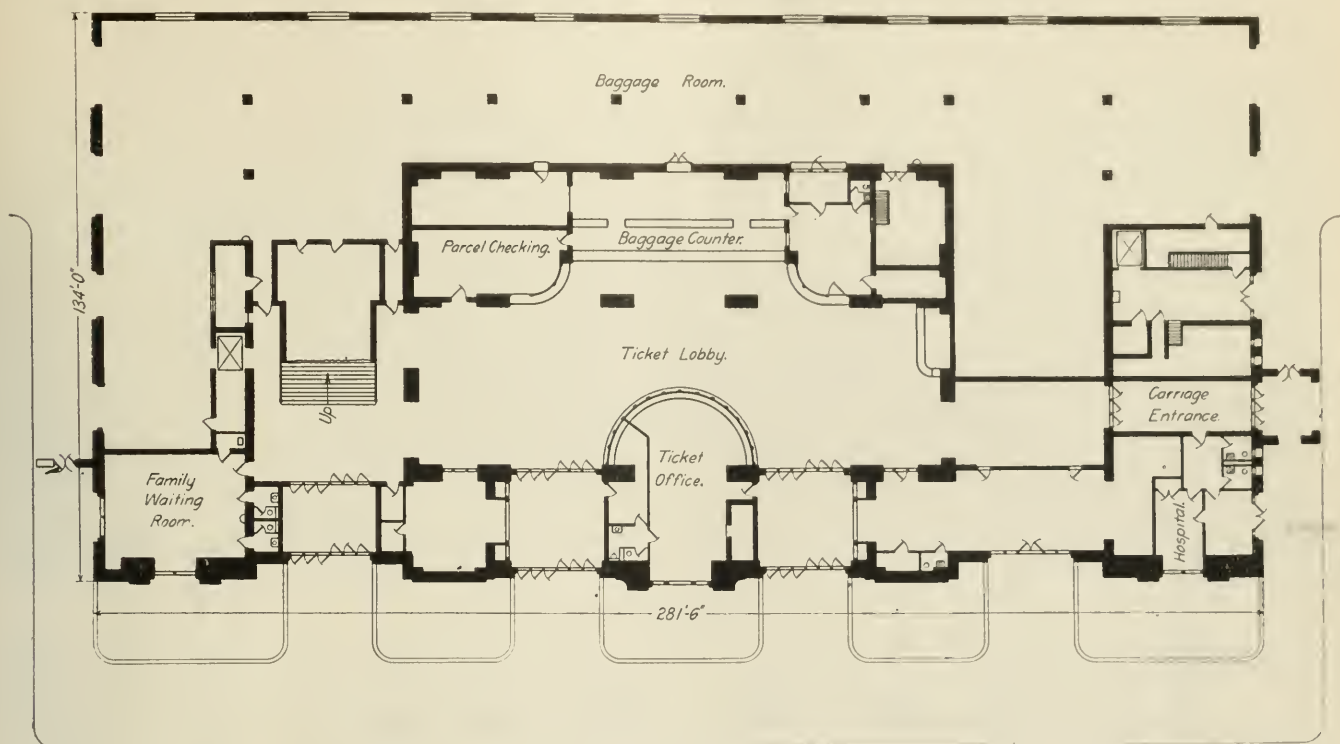 Baggage Room.
134'-0"
Parcel Checking.
Baggage Counter.
Ticket Lobby.
Up
Carriage
Entrance.
Family
Waiting
Room.
Ticket
Office.
Hospital.
281'-6"